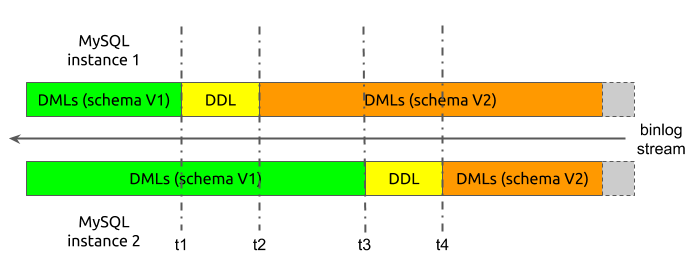 MySQL
instance 1
DMLs (schema V1)
DDL
DMLs (schema V2)
binlog
stream
DMLs (schema V1)
DDL
DMLs (schema V2)
MySQL
instance 2
t1
t2
t3
t4